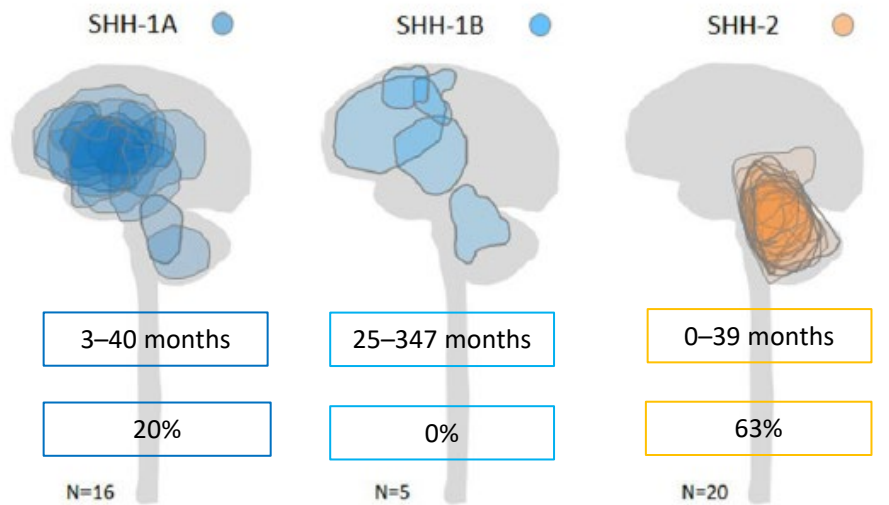 SHH-1A
SHH-1B
SHH-2
3–40 months
25–347 months
0–39 months
20%
0%
63%
N=16
N=5
N=20